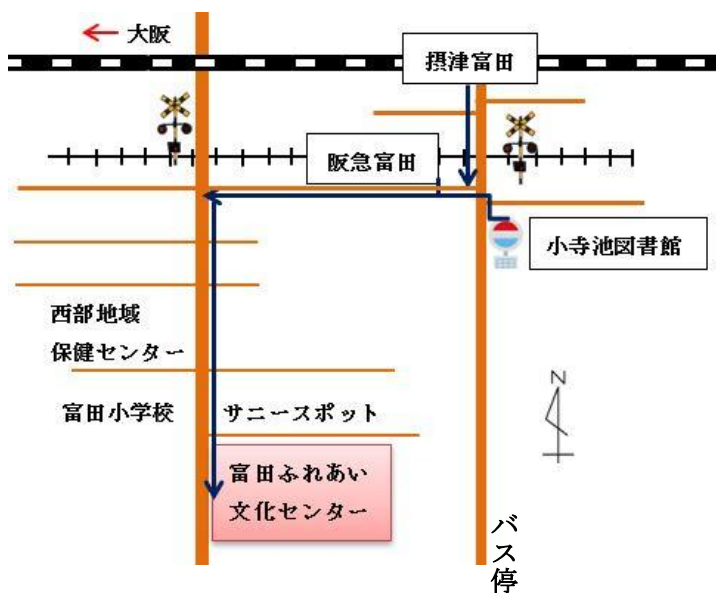 大阪
摂津富田
阪急富田
小寺池図書館
西部地域
保健センター
N
富田小学校
サニースポット
富田ふれあい
文化センター
バス停